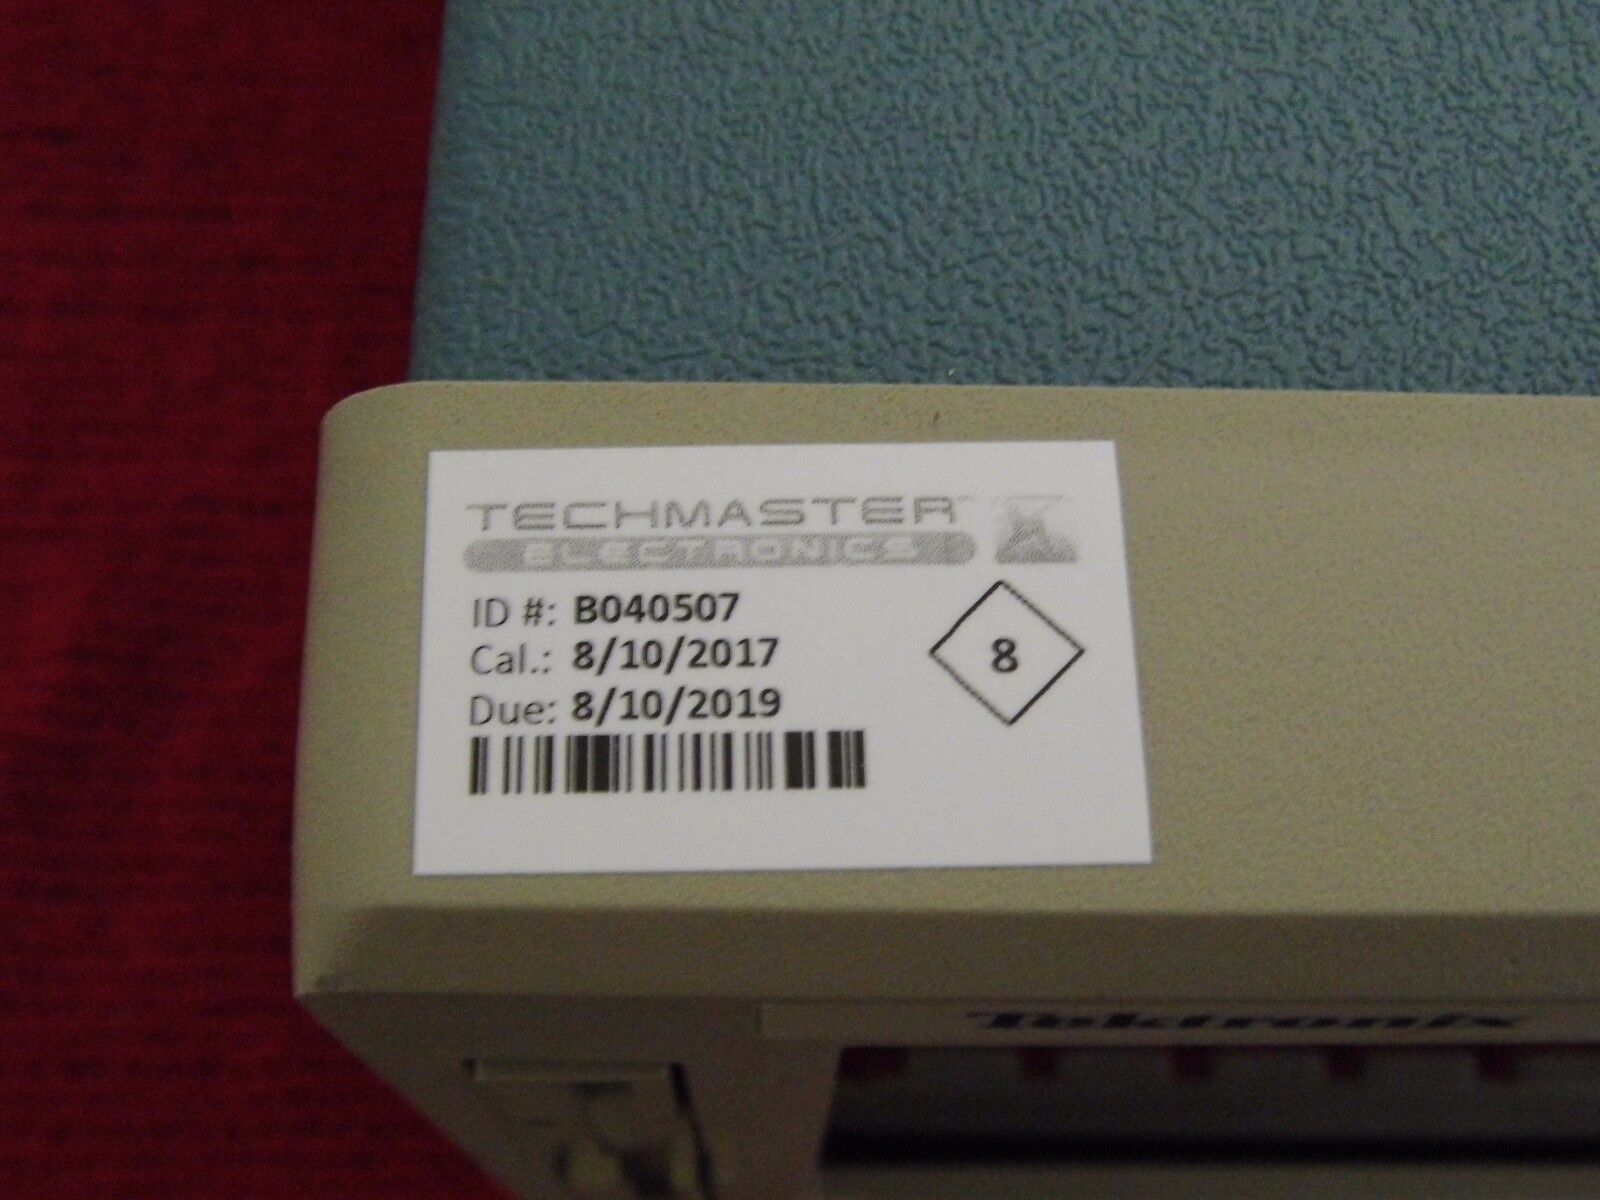 TECHMASTER
ELECTRONICS
ID #: B040507
Cal.: 8/10/2017
8
Due: 8/10/2019
Tektronix